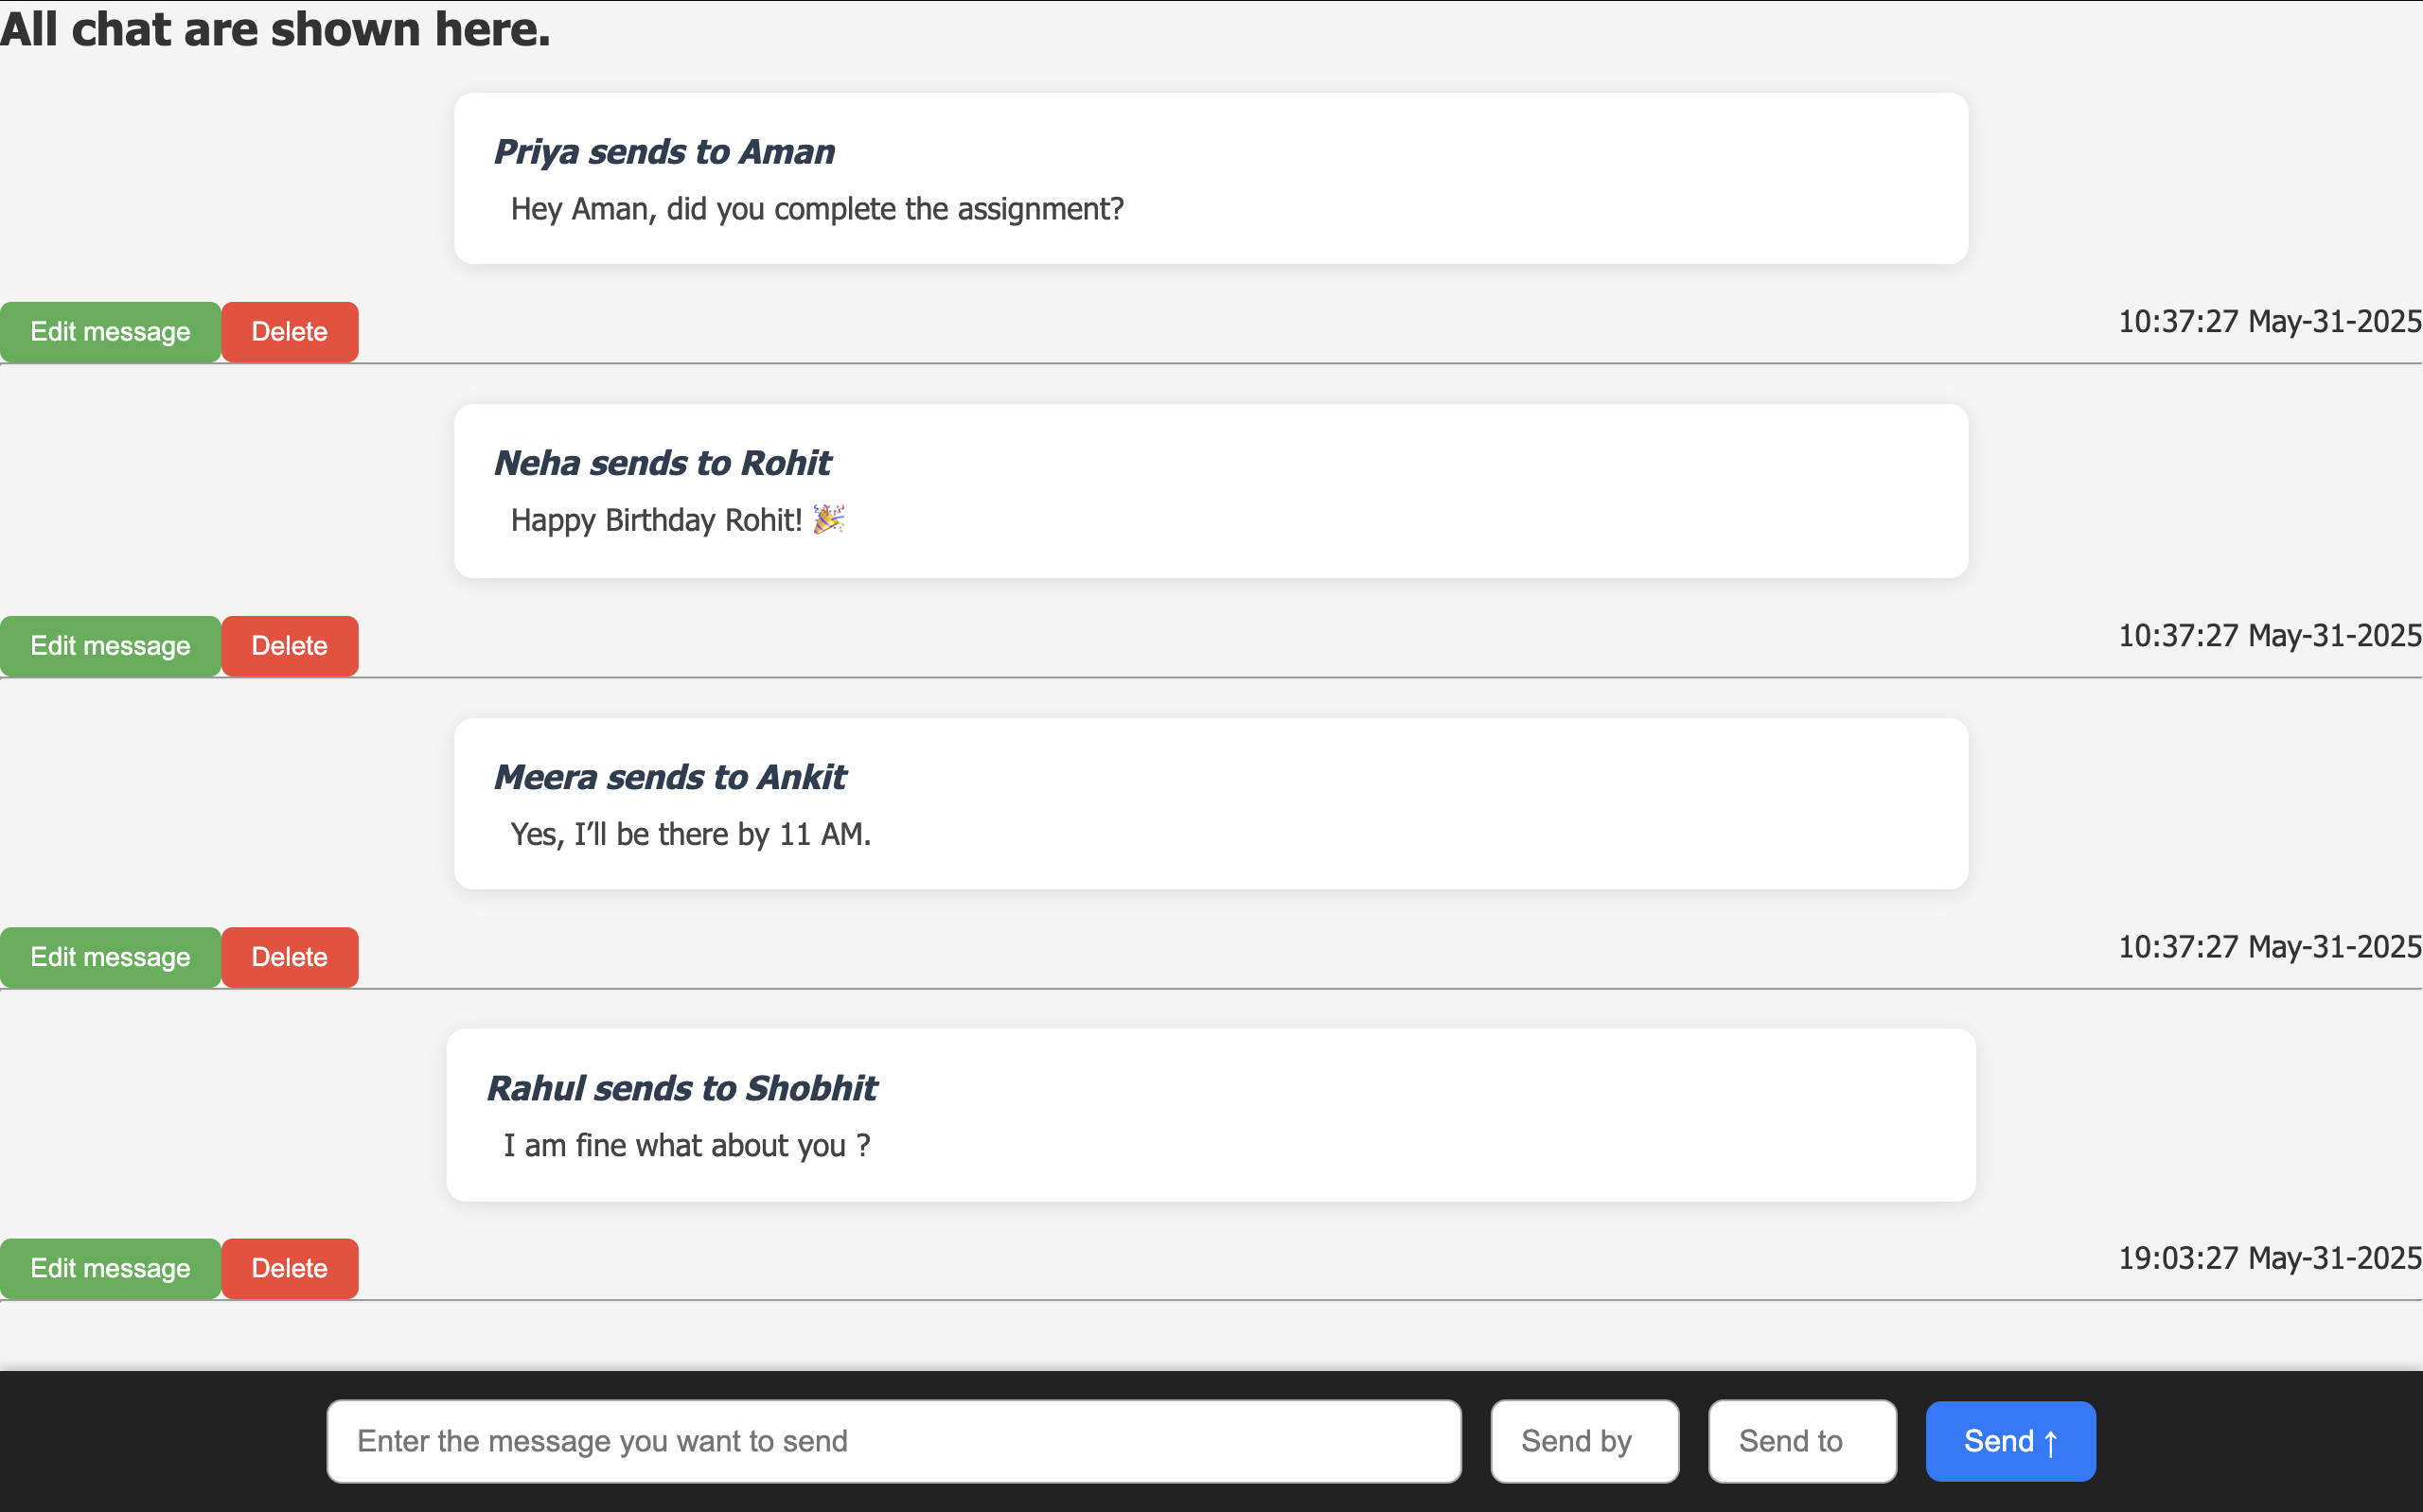 All chat are shown here.
Priya sends to Aman
Hey Aman, did you complete the assignment?
Edit message Delete 10:37:27 May-31-2025
Neha sends to Rohit
Happy Birthday Rohit! 🎉
Edit message Delete 10:37:27 May-31-2025
Meera sends to Ankit
Yes, I’ll be there by 11 AM.
Edit message Delete 10:37:27 May-31-2025
Rahul sends to Shobhit
I am fine what about you ?
Edit message Delete 19:03:27 May-31-2025
Enter the message you want to send Send by Send to Send ↑